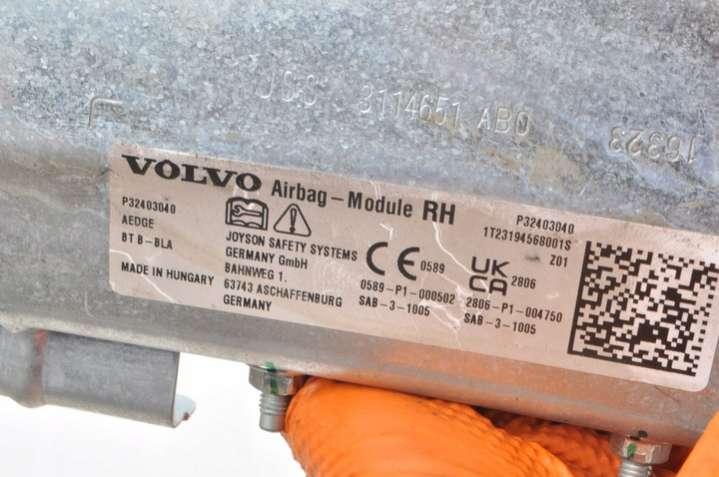 JSS 3114651 AB0
16323
VOLVO Airbag-Module RH
P32403040
AEDGE
BT B-BLA
MADE IN HUNGARY
JOYSON SAFETY SYSTEMS
GERMANY GmbH
BAHNWEG 1.
63743 ASCHAFFENBURG
GERMANY
CE 0589
0589-P1-000502
SAB-3-1005
UK
CA 2806
2806-P1-004750
SAB-3-1005
P32403040
1T23194568001S
Z01